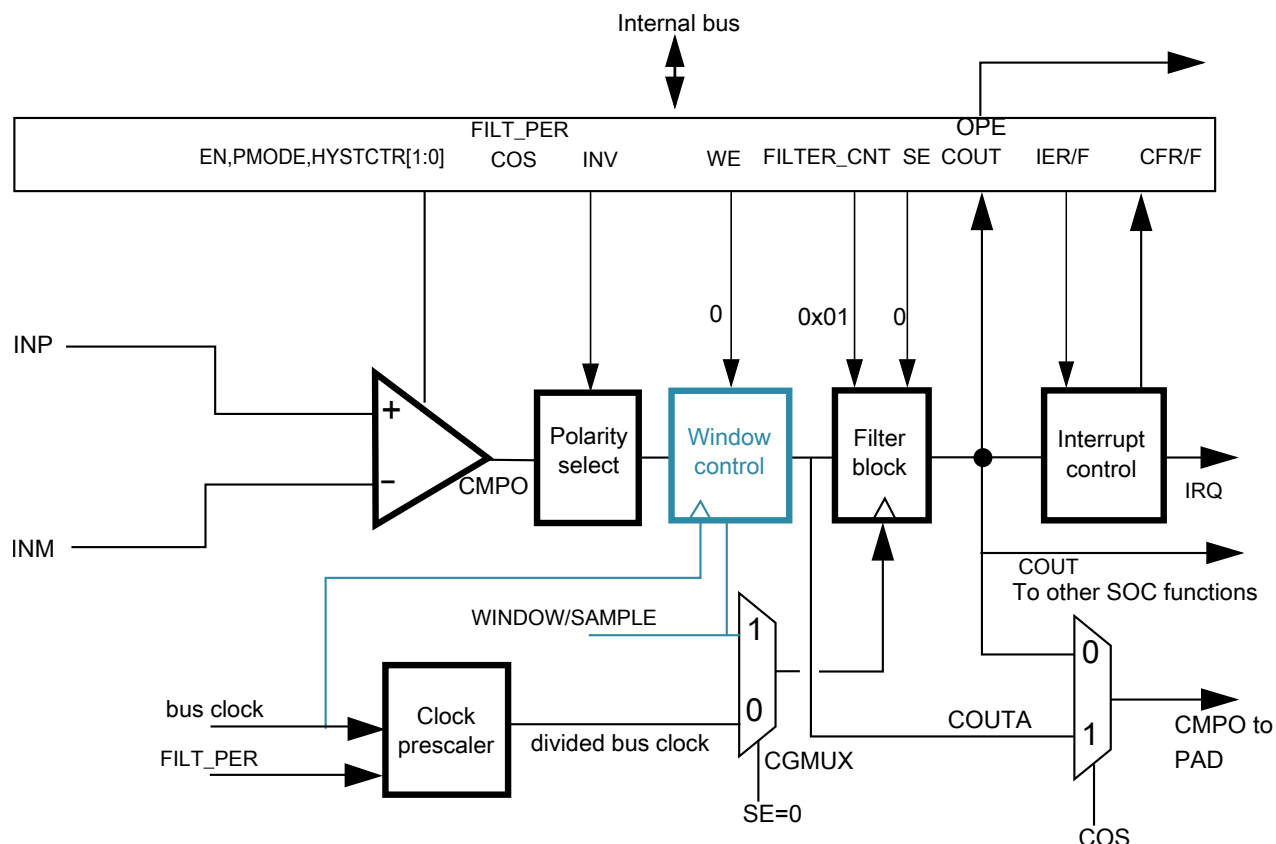 Internal bus
OPE
FILT_PER
EN,PMODE,HYSTCTR[1:0]
COS
INV
WE
FILTER_CNT
SE
COUT
IER/F
CFR/F
0
0x01
0
INP
+
Polarity
select
Window
control
Filter
block
Interrupt
control
−
CMPO
IRQ
INM
COUT
To other SOC functions
WINDOW/SAMPLE
1
0
0
bus clock
Clock
prescaler
divided bus clock
COUTA
1
CMPO to
PAD
FILT_PER
CGMUX
SE=0
COS